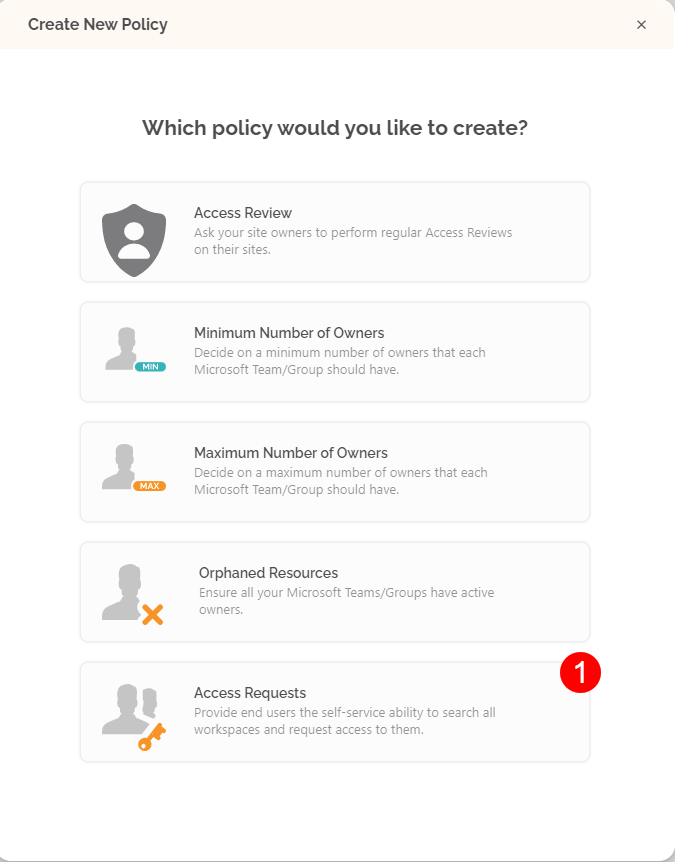 Create New Policy
×
Which policy would you like to create?
Access Review
Ask your site owners to perform regular Access Reviews
on their sites.
Minimum Number of Owners
Decide on a minimum number of owners that each
Microsoft Team/Group should have.
MIN
Maximum Number of Owners
Decide on a maximum number of owners that each
Microsoft Team/Group should have.
MAX
Orphaned Resources
Ensure all your Microsoft Teams/Groups have active
owners.
1
Access Requests
Provide end users the self-service ability to search all
workspaces and request access to them.